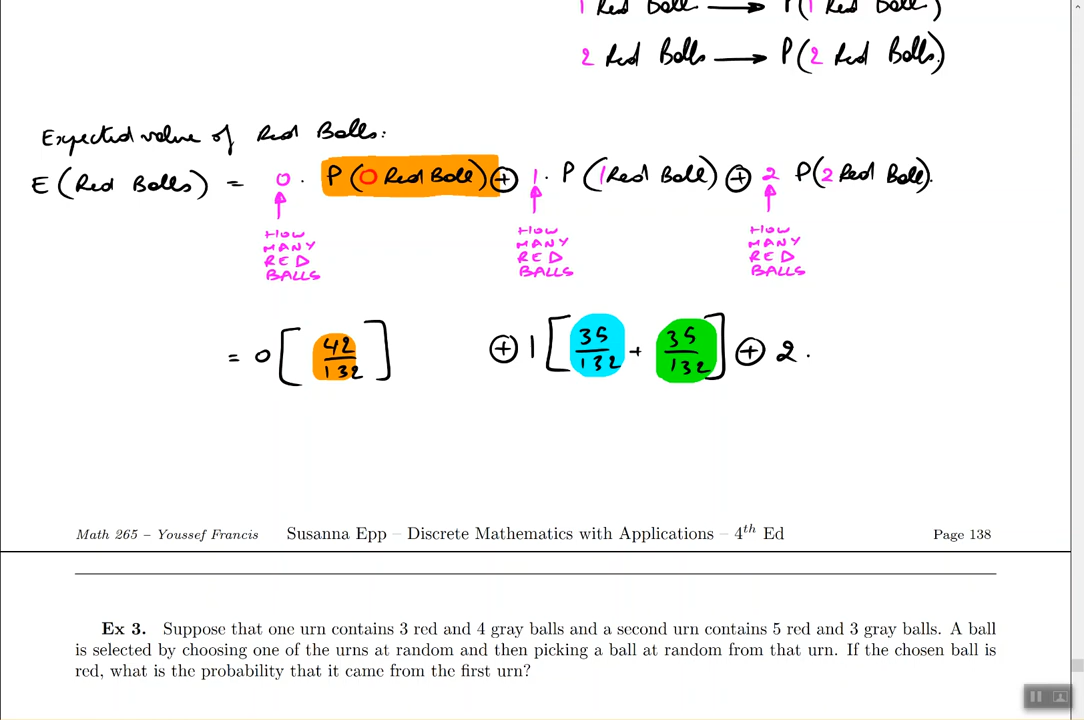 1 Red Ball → P(1 Red Ball)
2 Red Balls → P(2 Red Balls)
Expected value of Red Balls:
E(Red Balls) = 0 · P(0 Red Ball) ⊕ 1 · P(1 Red Ball) ⊕ 2 P(2 Red Ball).
HOW MANY RED BALLS HOW MANY RED BALLS HOW MANY RED BALLS
= 0 [42/132] ⊕ 1 [35/132 + 35/132] ⊕ 2 ·
Math 265 – Youssef Francis Susanna Epp – Discrete Mathematics with Applications – 4th Ed Page 138
Ex 3. Suppose that one urn contains 3 red and 4 gray balls and a second urn contains 5 red and 3 gray balls. A ball
is selected by choosing one of the urns at random and then picking a ball at random from that urn. If the chosen ball is
red, what is the probability that it came from the first urn?